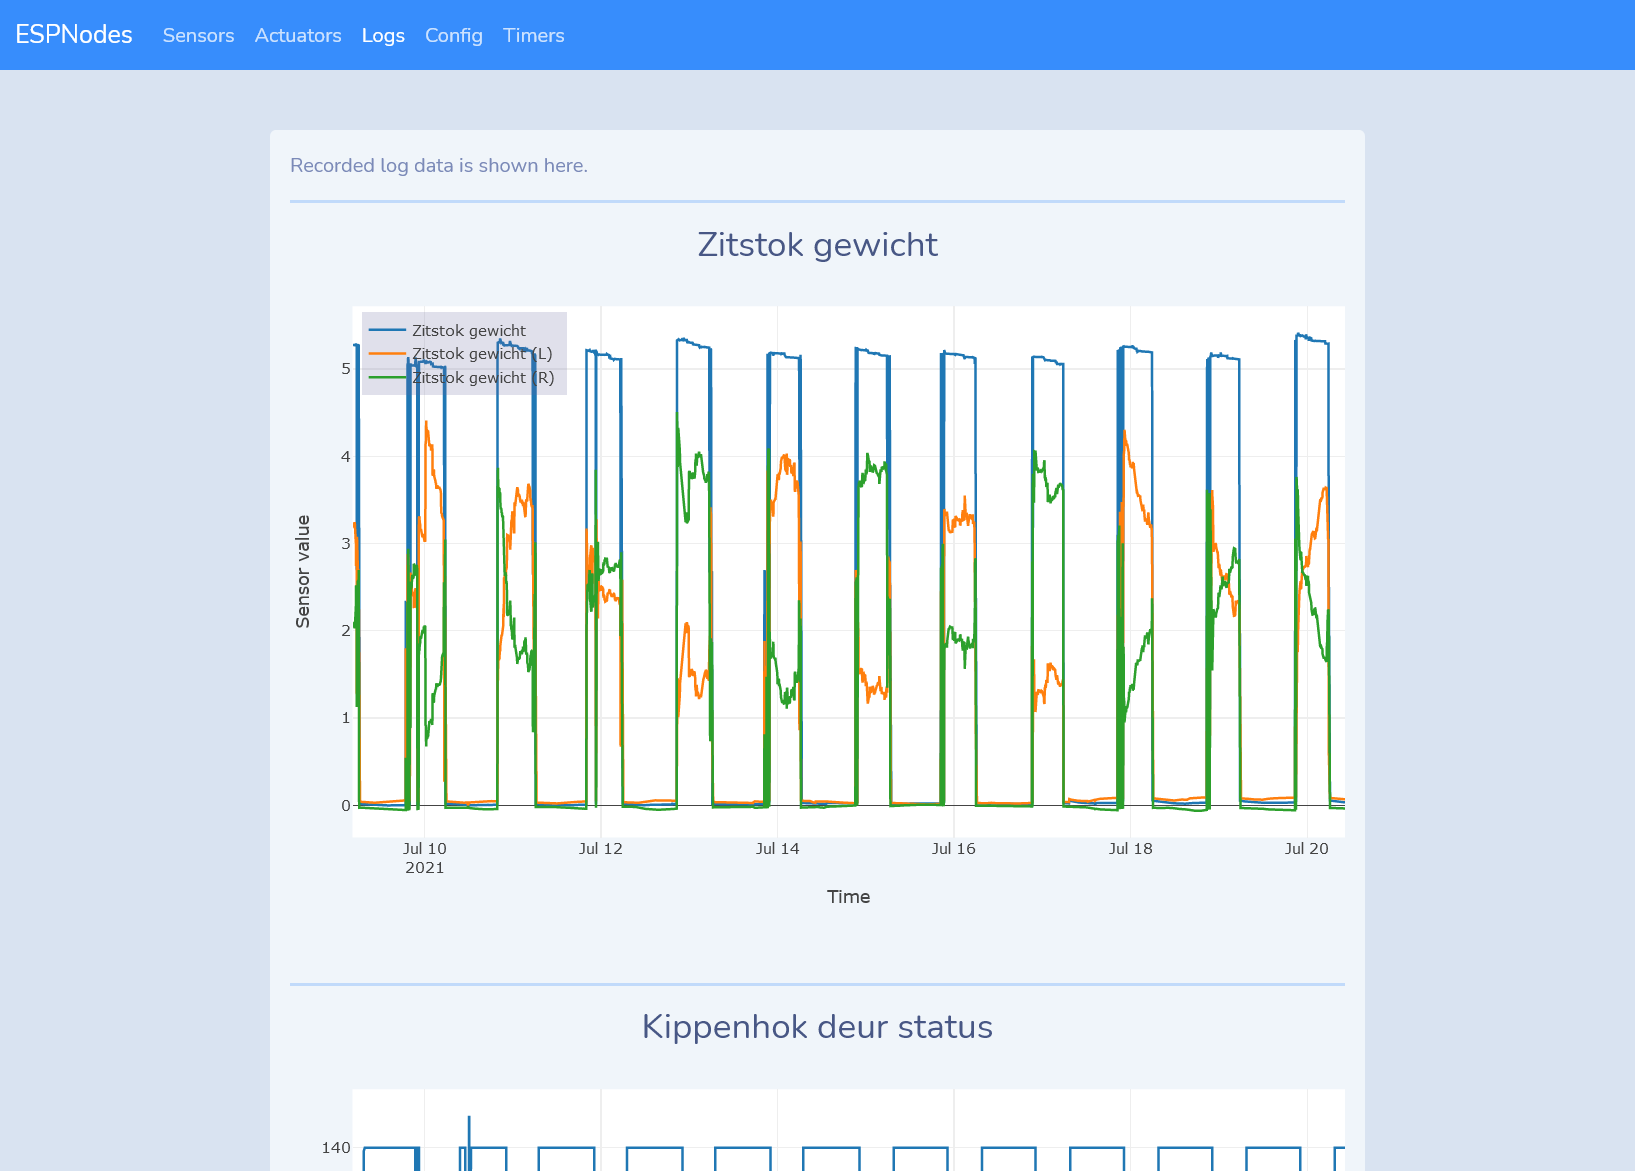 ESPNodes Sensors Actuators Logs Config Timers
Recorded log data is shown here.
Zitstok gewicht
Zitstok gewicht
Zitstok gewicht (L)
Zitstok gewicht (R)
5
4
3
2
1
0
Sensor value
Jul 10 Jul 12 Jul 14 Jul 16 Jul 18 Jul 20
2021
Time
Kippenhok deur status
140